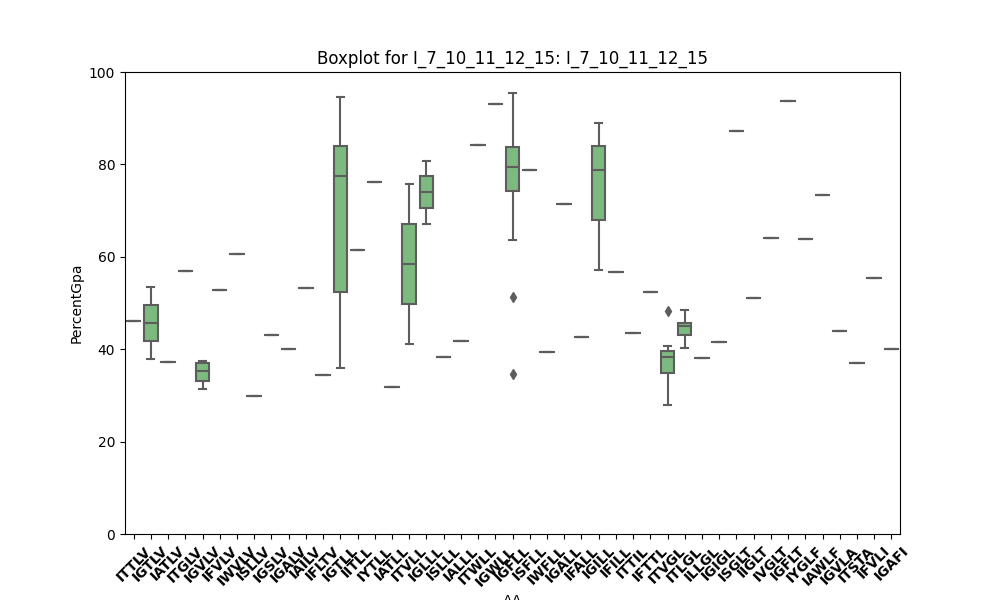 Boxplot for I_7_10_11_12_15: I_7_10_11_12_15
100
80
60
40
20
0
PercentGpa
ITTLV IGTLV IATLV ITGLV IGVLV IFVLV IWVLV ISLLV IGSLV IGALV IAILV IFLTV IGTLL IITLL IYTLL IATLL ITVLL IGLLL ISLLL IALLL ITWLL IGWLL IGFLL ISFLL IWFLL IGALL IFALL IGILL IFILL ITTIL IFTTL ITVGL ITLGL ILLGL IGIGL ISGLT IIGLT IVGLT IGFLT IYGLF IAWLF IGVLA ITSTA IFVLI IGAFI
AA